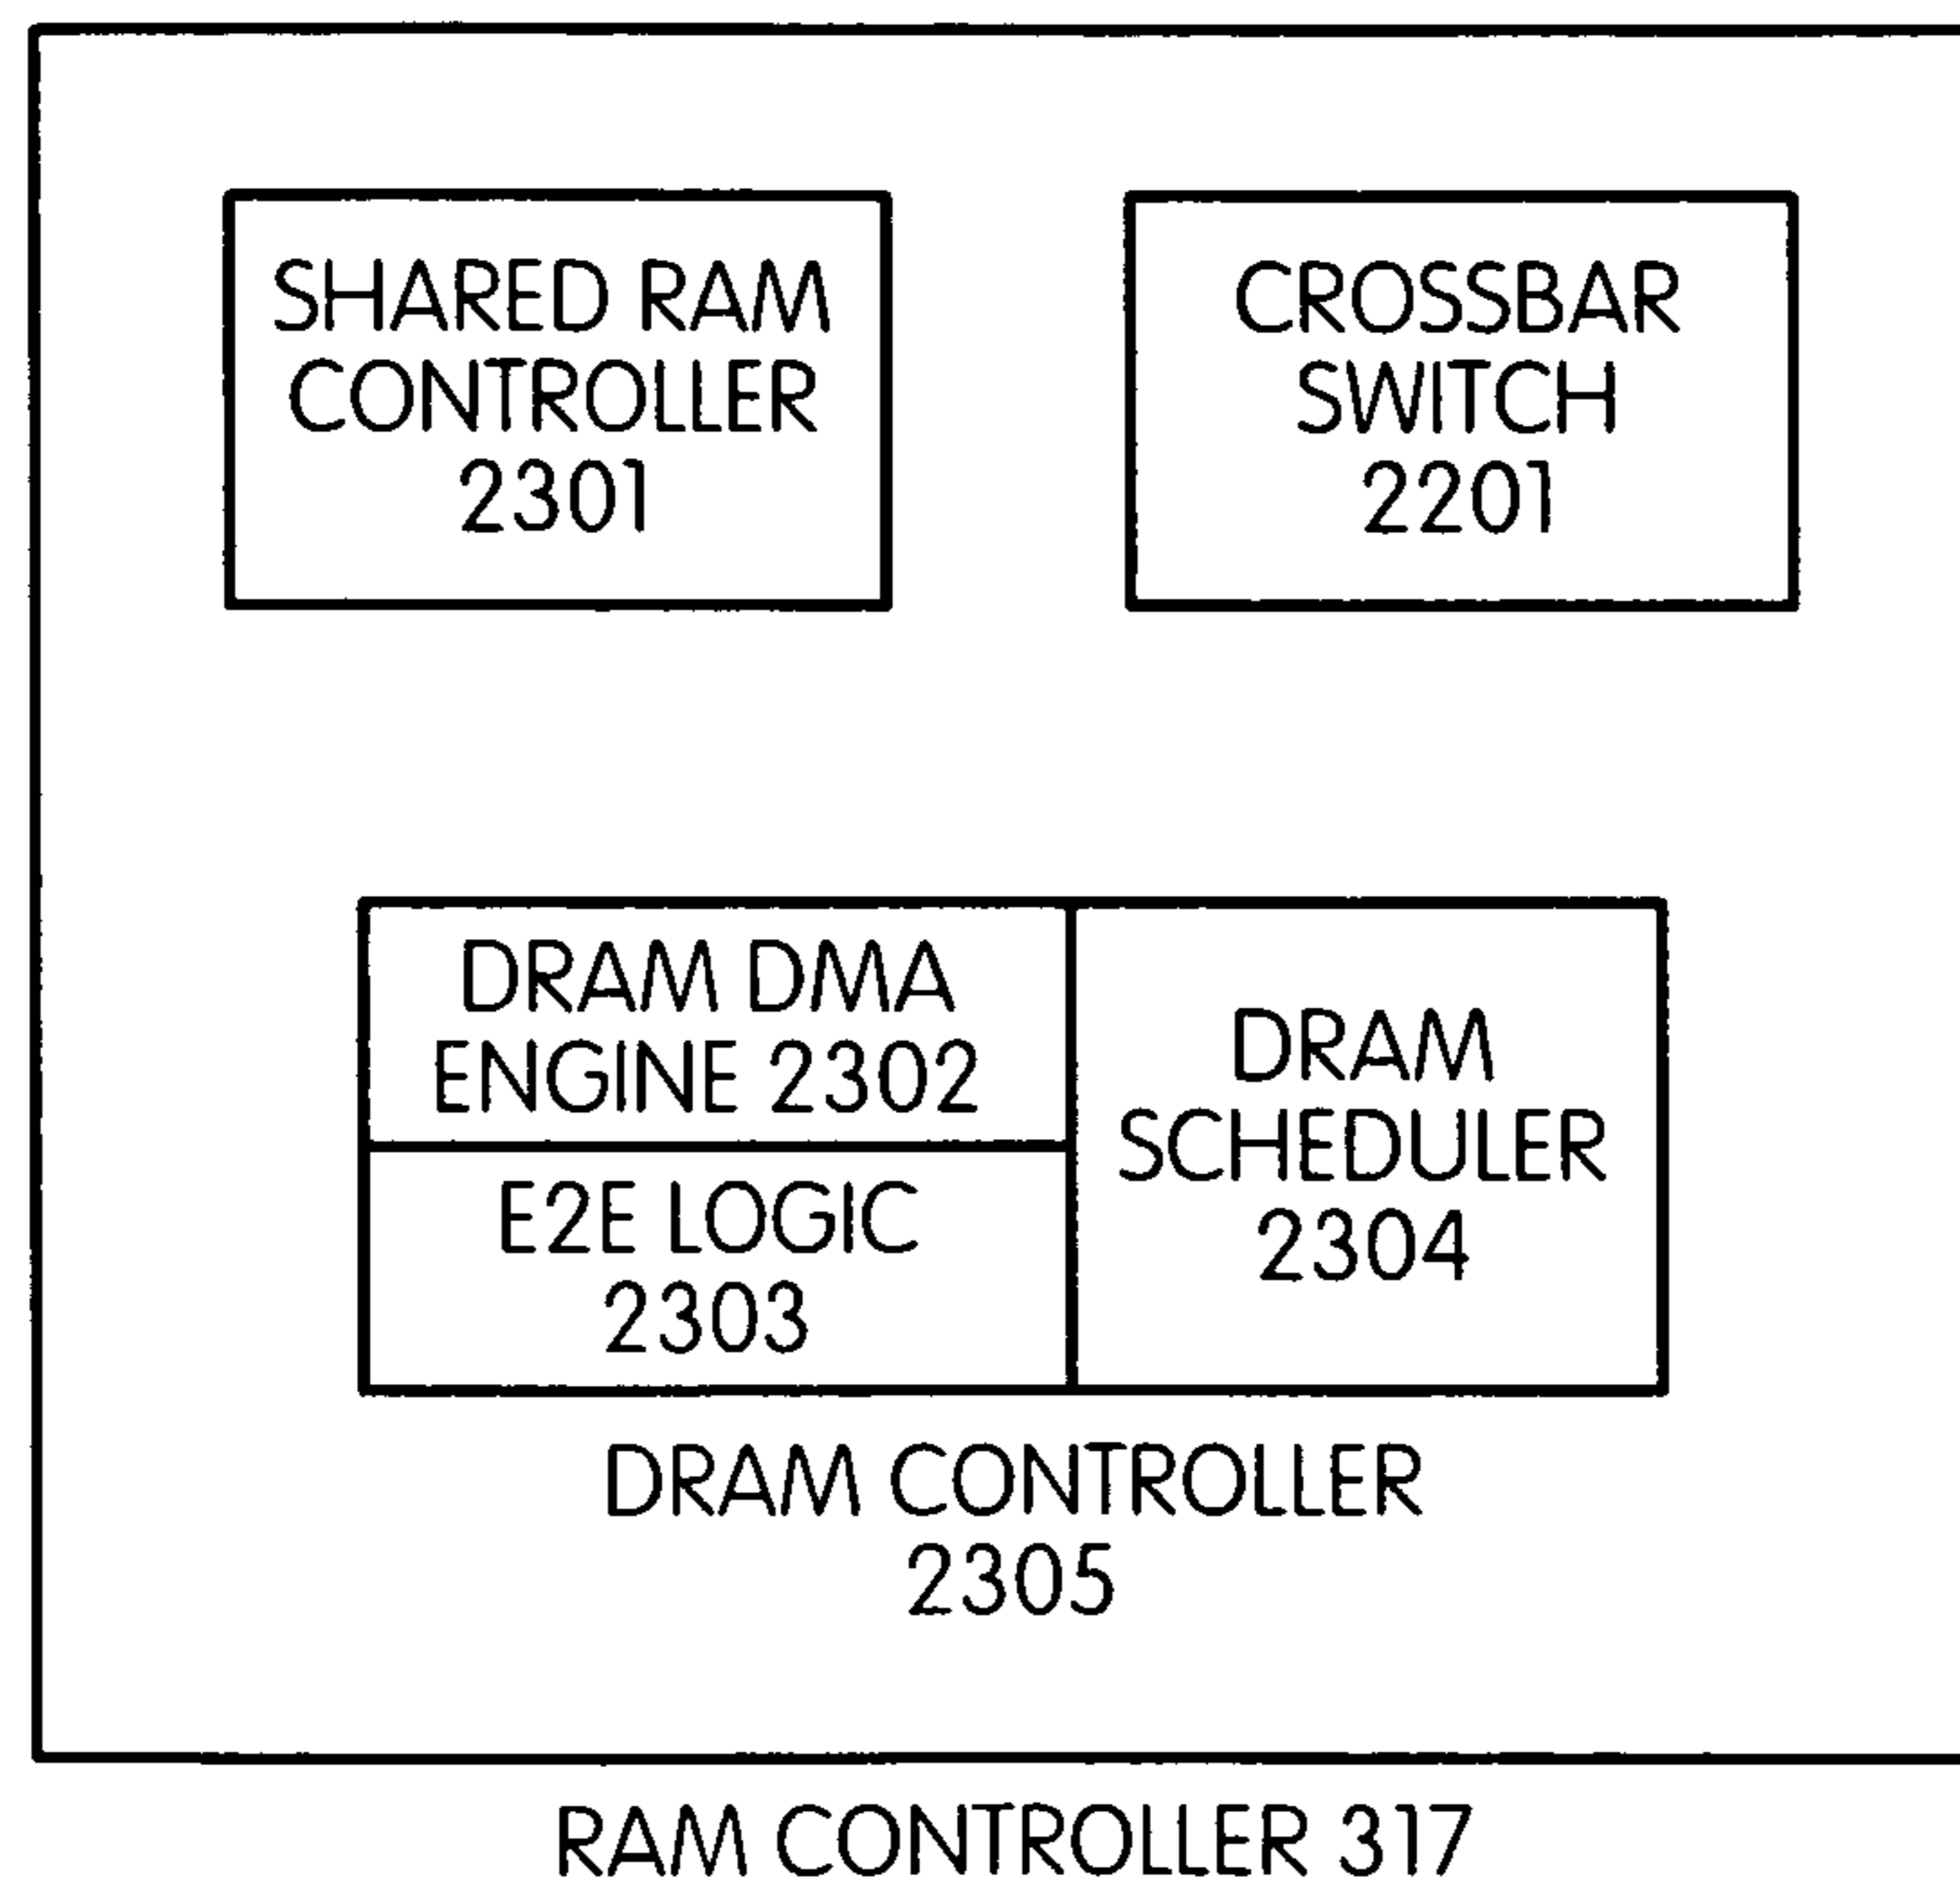 SHARED RAM
CONTROLLER
2301
CROSSBAR
SWITCH
2201
DRAM DMA
ENGINE 2302
E2E LOGIC
2303
DRAM
SCHEDULER
2304
DRAM CONTROLLER
2305
RAM CONTROLLER 317